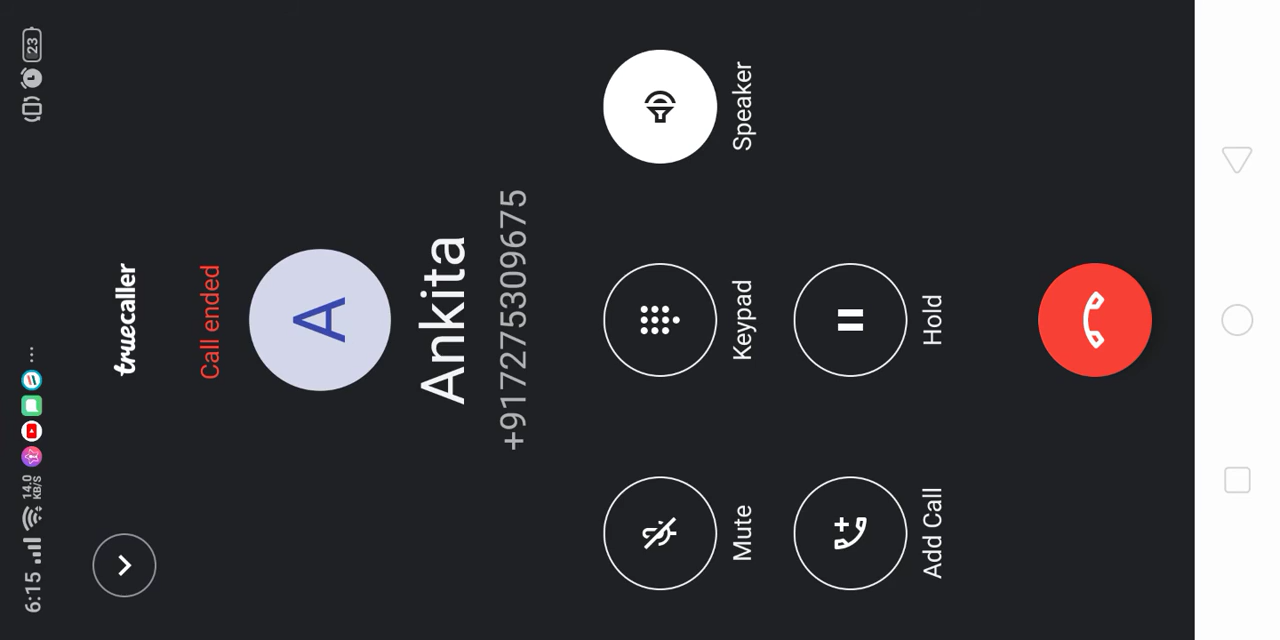 6:15 14.0 KB/S ... 23
truecaller
Call ended
A
Ankita
+917275309675
Mute Keypad Speaker
Add Call Hold